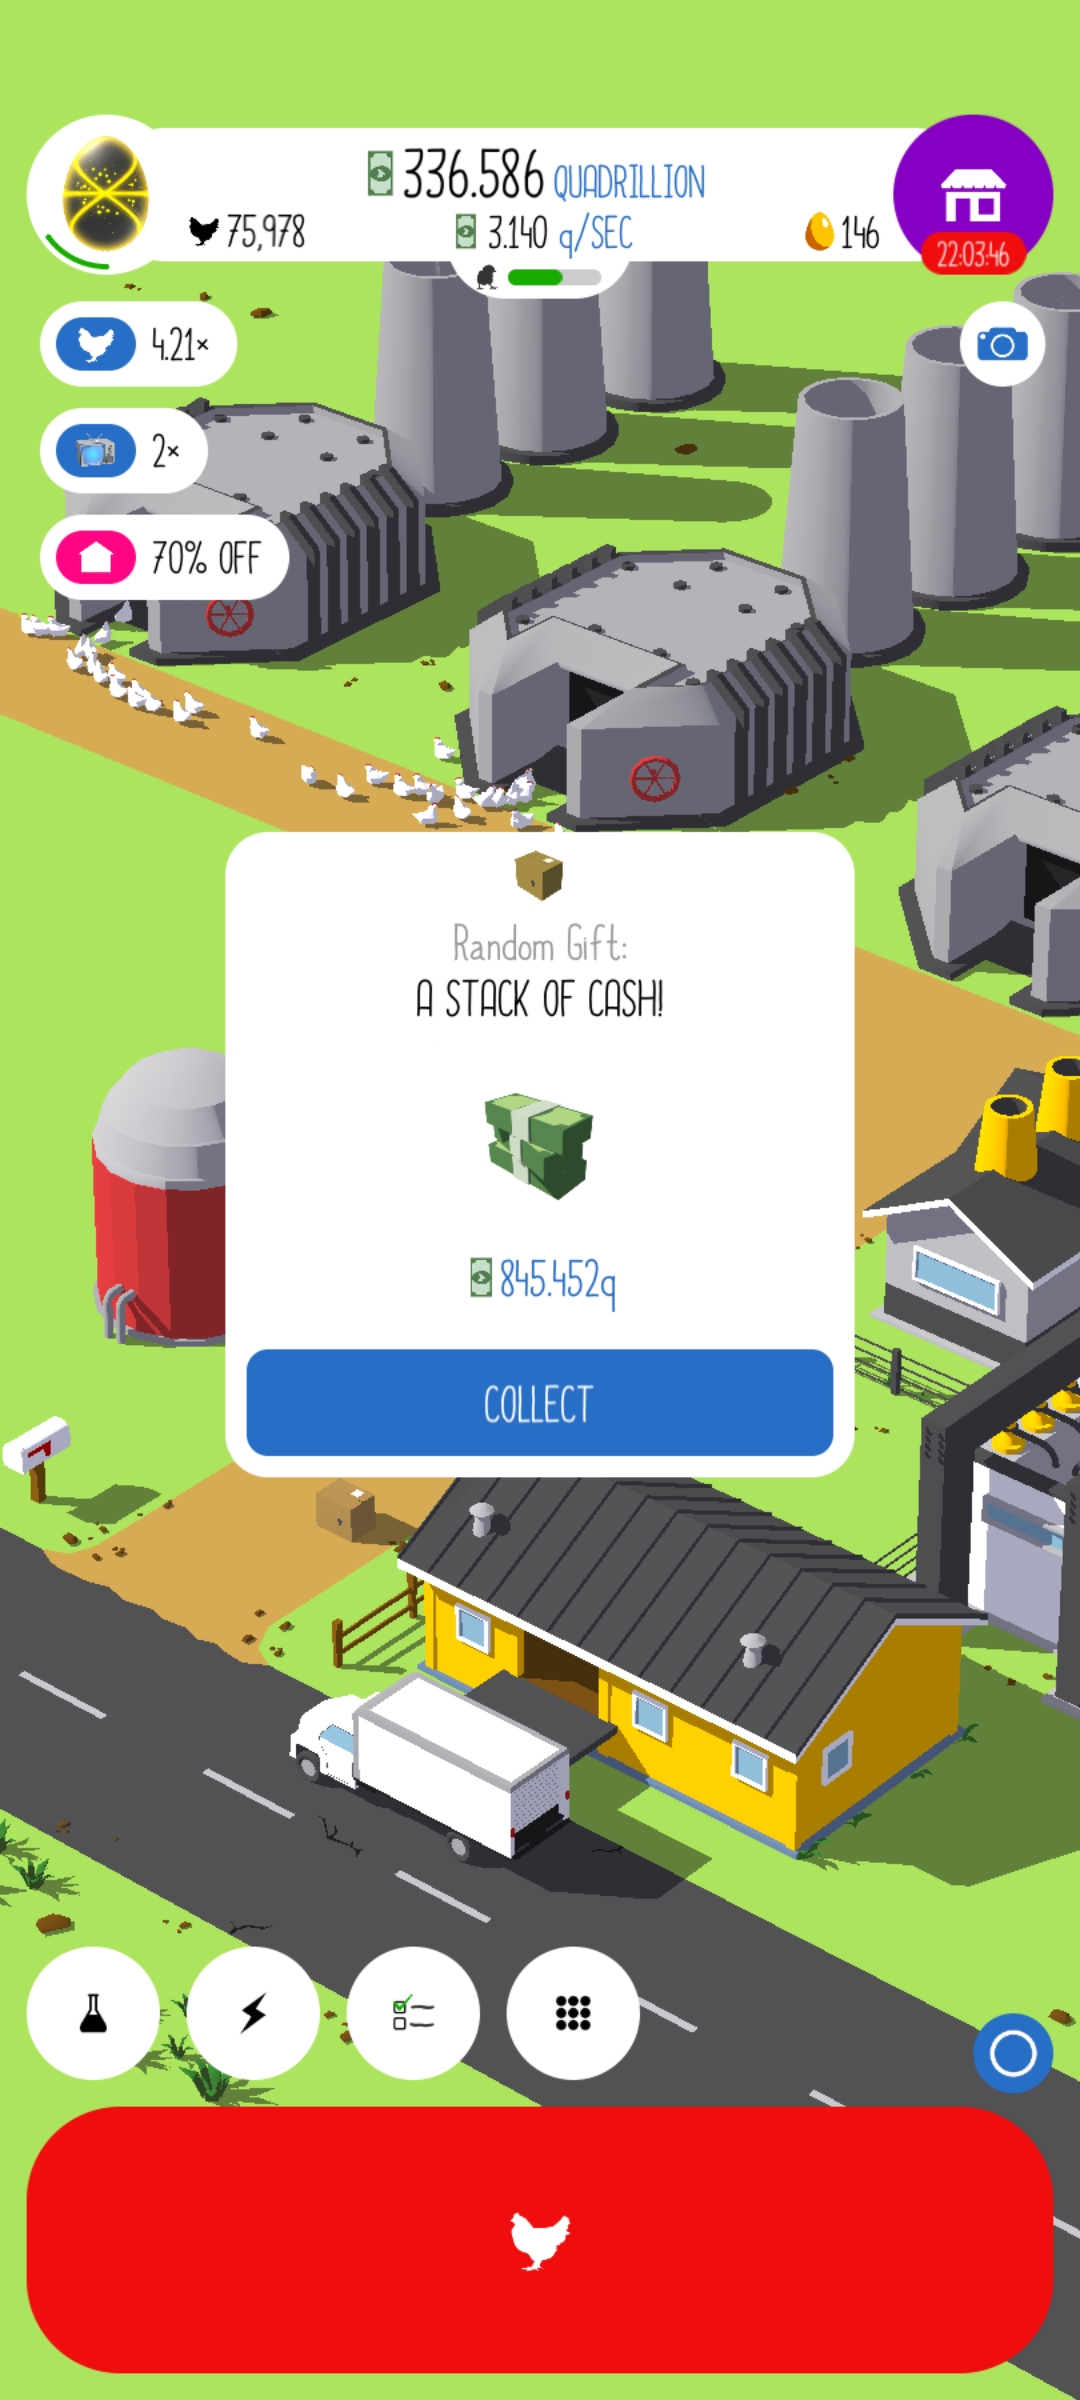 336.586 QUADRILLION
75,978
3.140 q/SEC
146
22:03:46
4.21×
2×
70% OFF
Random Gift:
A STACK OF CASH!
845.452q
COLLECT